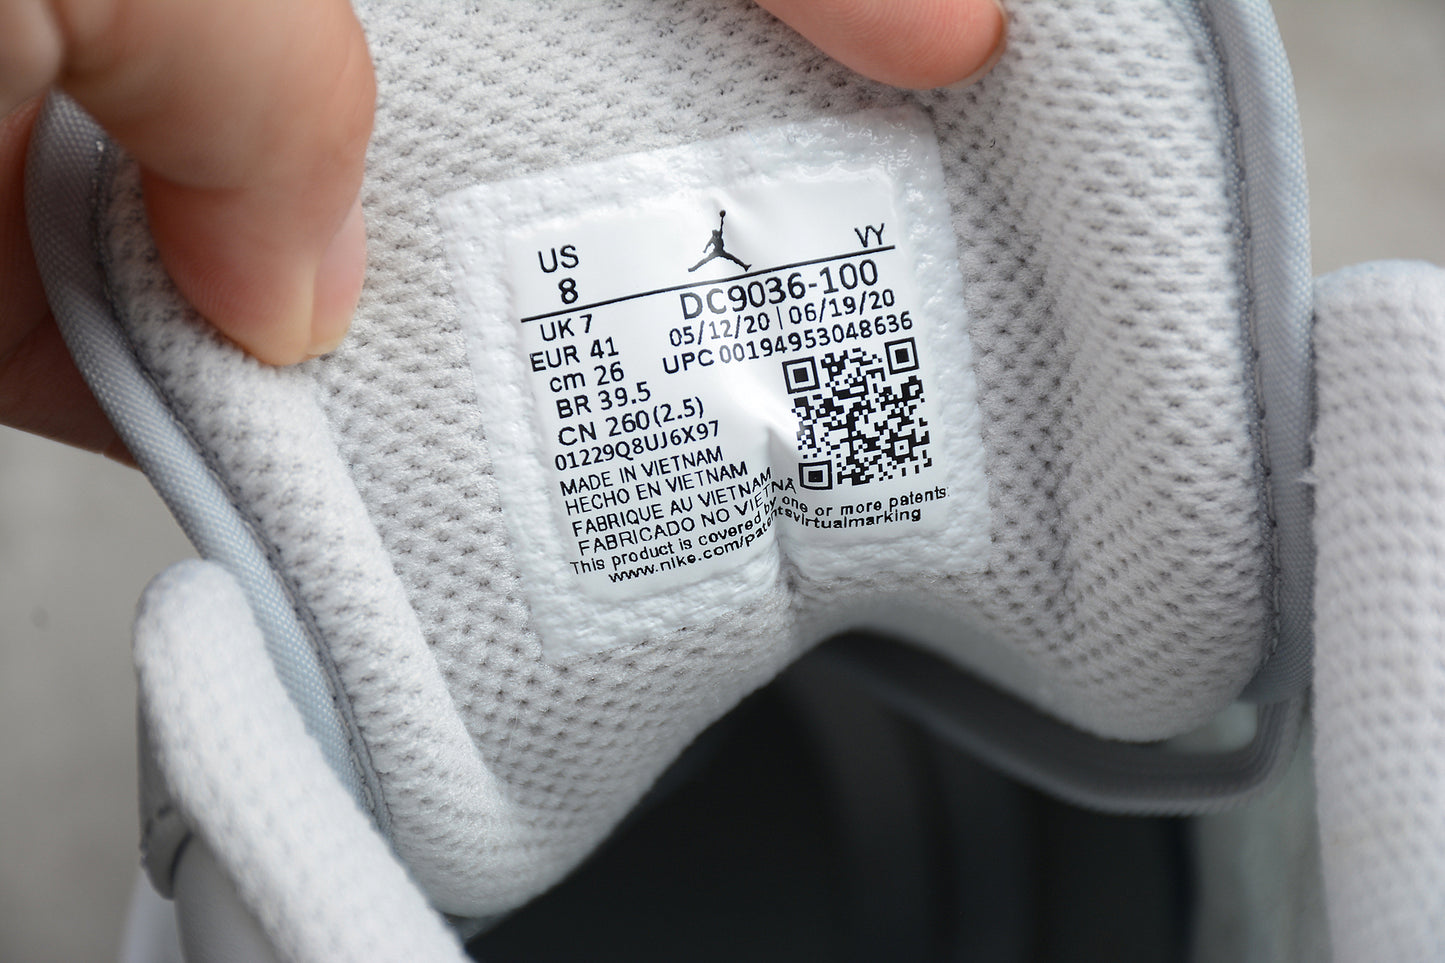 US
8
VY
DC9036-100
UK 7
05/12/20 | 06/19/20
EUR 41
UPC 00194953048636
cm 26
BR 39.5
CN 260(2.5)
01229Q8UJ6X97
MADE IN VIETNAM
HECHO EN VIETNAM
FABRIQUE AU VIETNAM
FABRICADO NO VIETNÃ
This product is covered by one or more patents.
www.nike.com/patentsvirtualmarking